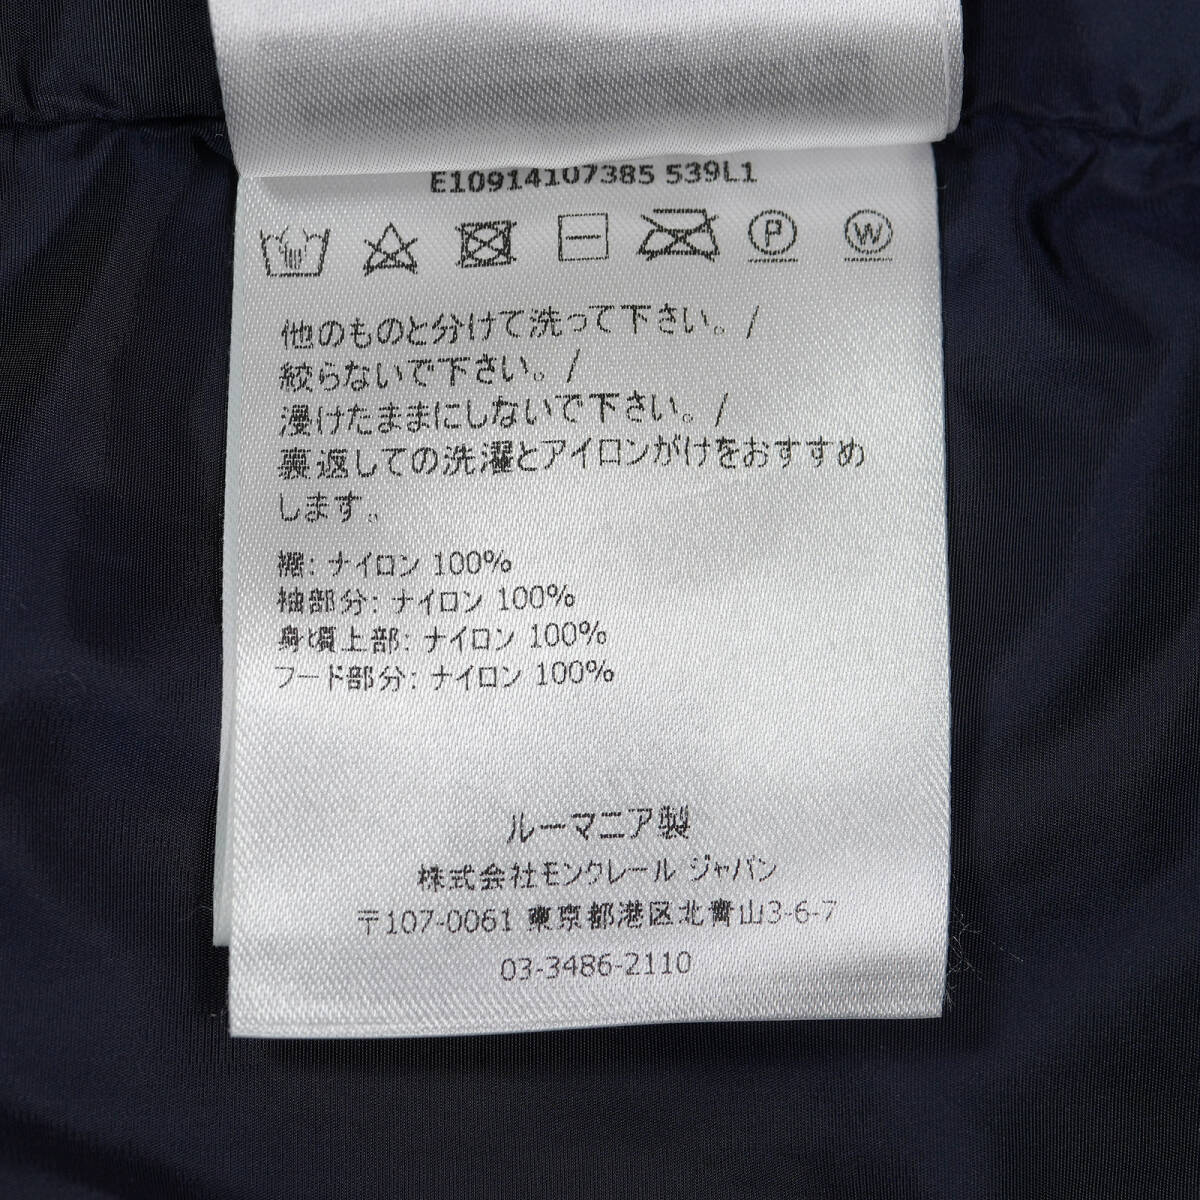 E10914107385 539L1
P W
他のものと分けて洗って下さい。/
絞らないで下さい。/
浸けたままにしないで下さい。/
裏返しての洗濯とアイロンがけをおすすめ
します。
裾: ナイロン 100%
袖部分: ナイロン 100%
身頃上部: ナイロン 100%
フード部分: ナイロン 100%
ルーマニア製
株式会社モンクレール ジャパン
〒107-0061 東京都港区北青山3-6-7
03-3486-2110